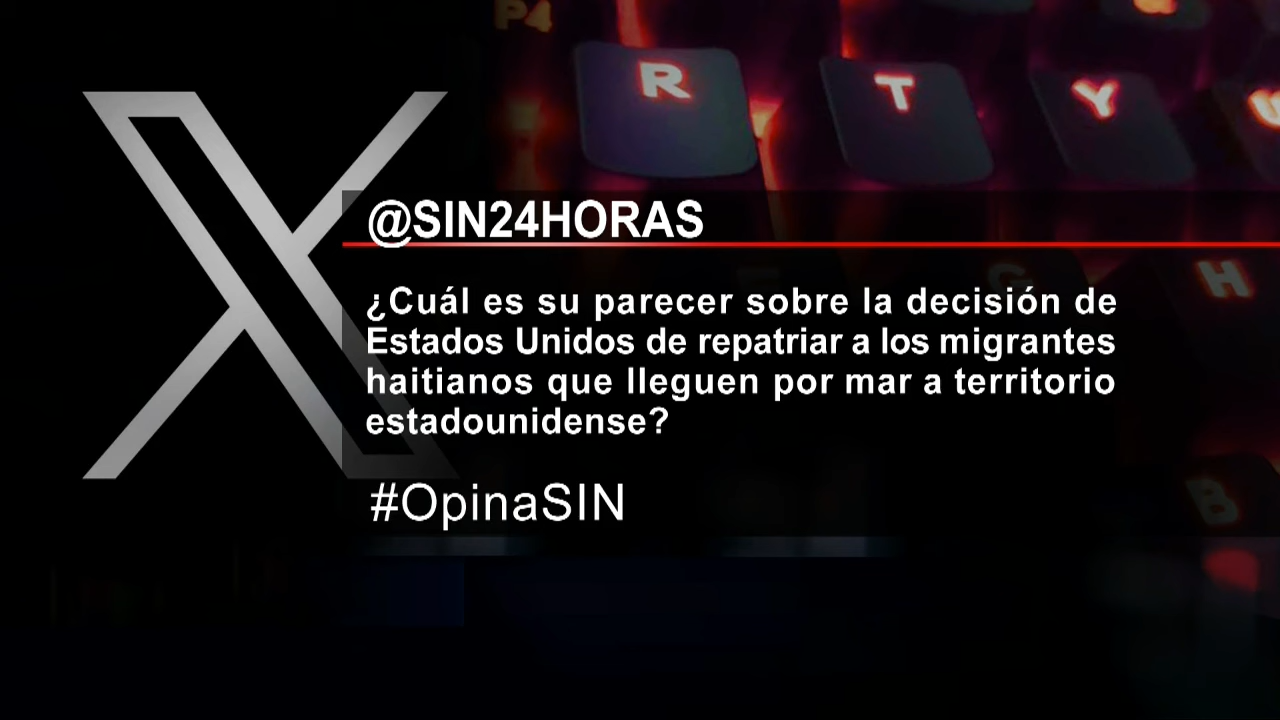 P4
R T Y
@SIN24HORAS
H
¿Cuál es su parecer sobre la decisión de
Estados Unidos de repatriar a los migrantes
haitianos que lleguen por mar a territorio
estadounidense?
#OpinaSIN
B